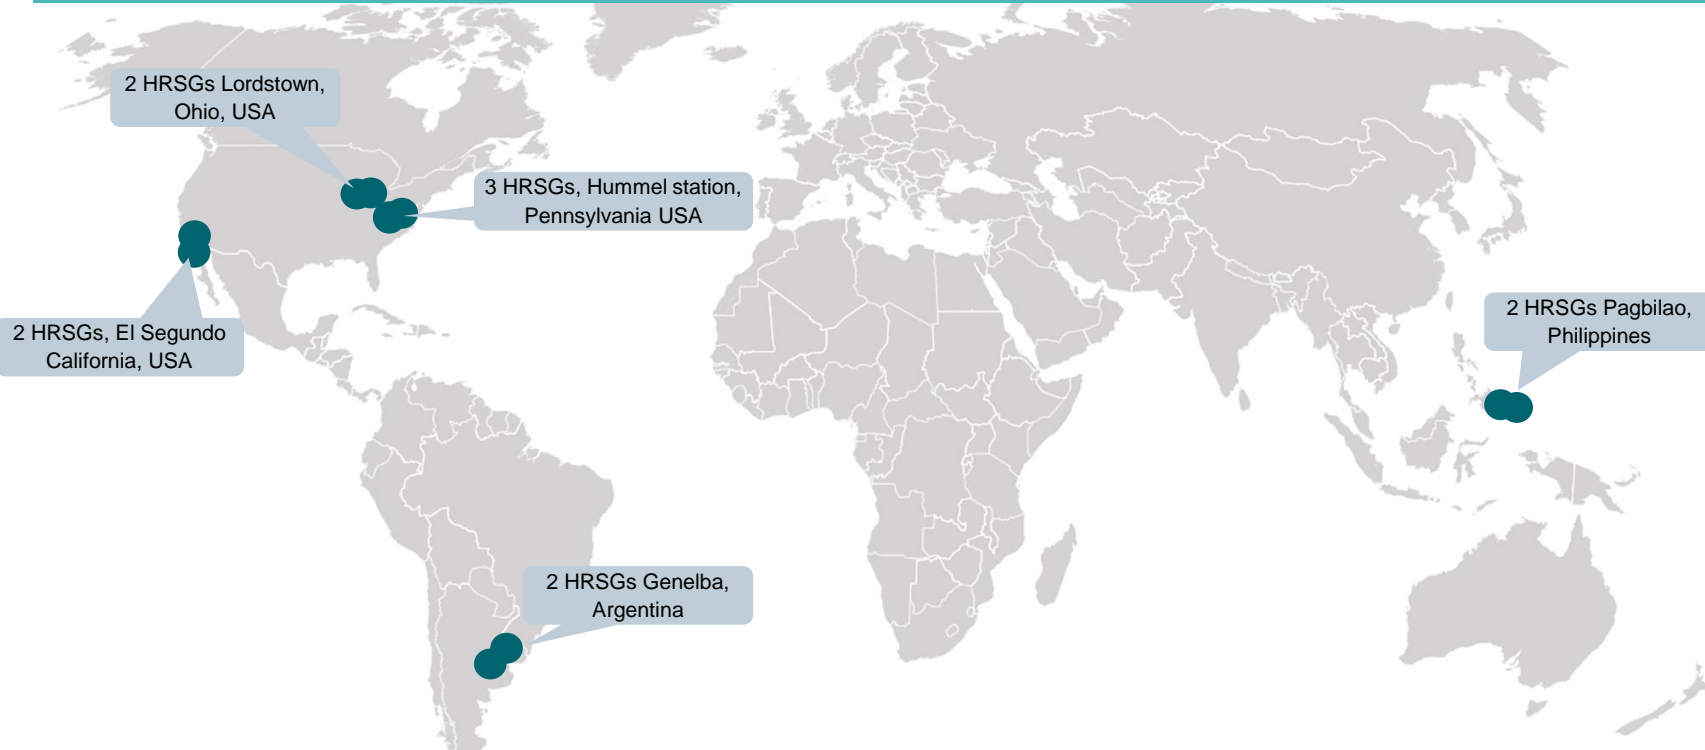 2 HRSGs Lordstown,
Ohio, USA
3 HRSGs, Hummel station,
Pennsylvania USA
2 HRSGs, El Segundo
California, USA
2 HRSGs Pagbilao,
Philippines
2 HRSGs Genelba,
Argentina